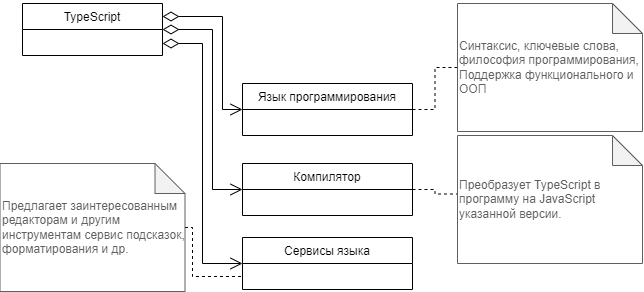 TypeScript
Синтаксис, ключевые слова,
философия программирования,
Поддержка функционального и
ООП
Язык программирования
Компилятор
Преобразует TypeScript в
программу на JavaScript
указанной версии.
Предлагает заинтересованным
редакторам и другим
инструментам сервис подсказок,
форматирования и др.
Сервисы языка